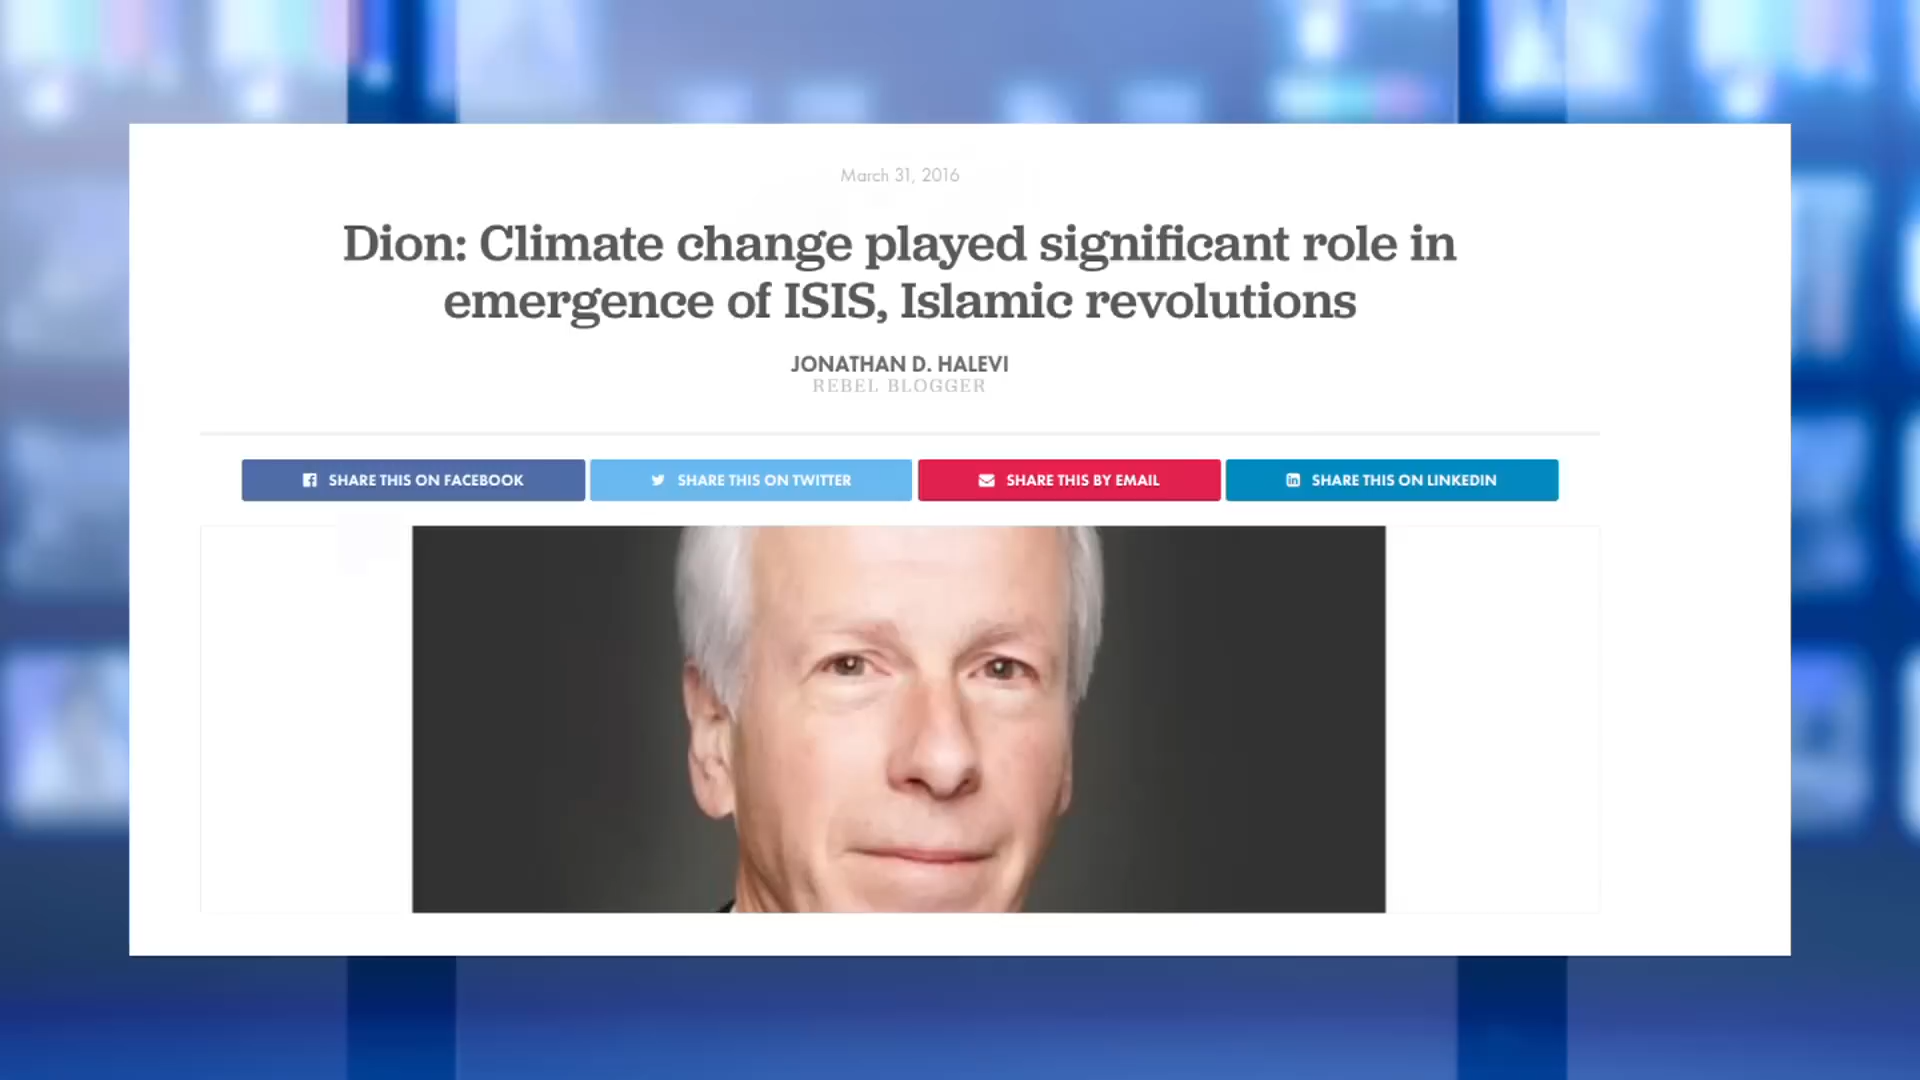 March 31, 2016
Dion: Climate change played significant role in
emergence of ISIS, Islamic revolutions
JONATHAN D. HALEVI
REBEL BLOGGER
SHARE THIS ON FACEBOOK
SHARE THIS ON TWITTER
SHARE THIS BY EMAIL
SHARE THIS ON LINKEDIN